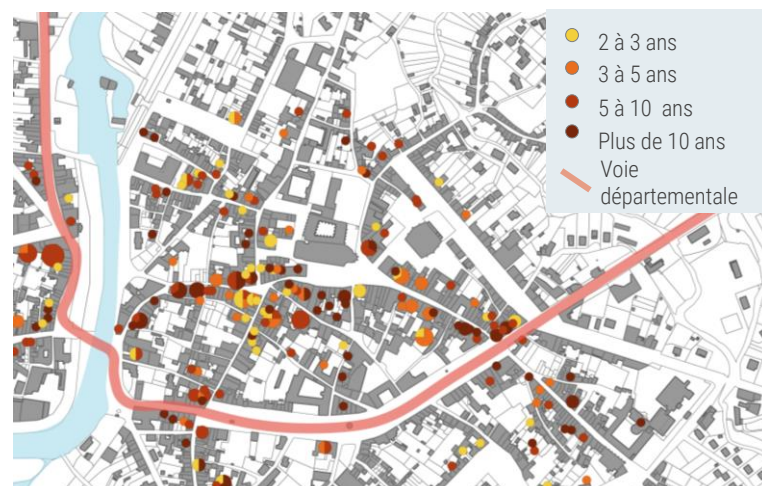 2 à 3 ans
3 à 5 ans
5 à 10 ans
Plus de 10 ans
Voie
départementale